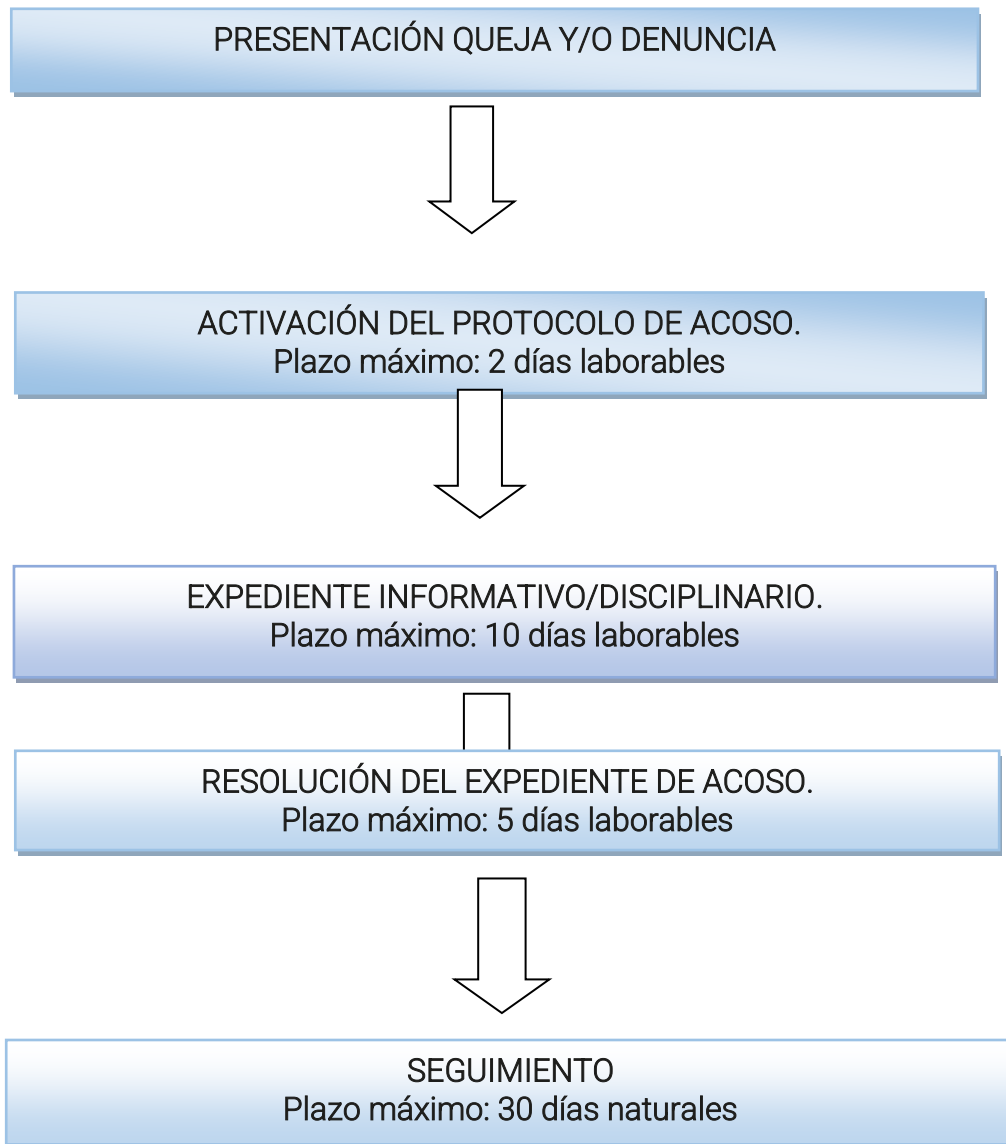 PRESENTACIÓN QUEJA Y/O DENUNCIA
ACTIVACIÓN DEL PROTOCOLO DE ACOSO.
Plazo máximo: 2 días laborables
EXPEDIENTE INFORMATIVO/DISCIPLINARIO.
Plazo máximo: 10 días laborables
RESOLUCIÓN DEL EXPEDIENTE DE ACOSO.
Plazo máximo: 5 días laborables
SEGUIMIENTO
Plazo máximo: 30 días naturales